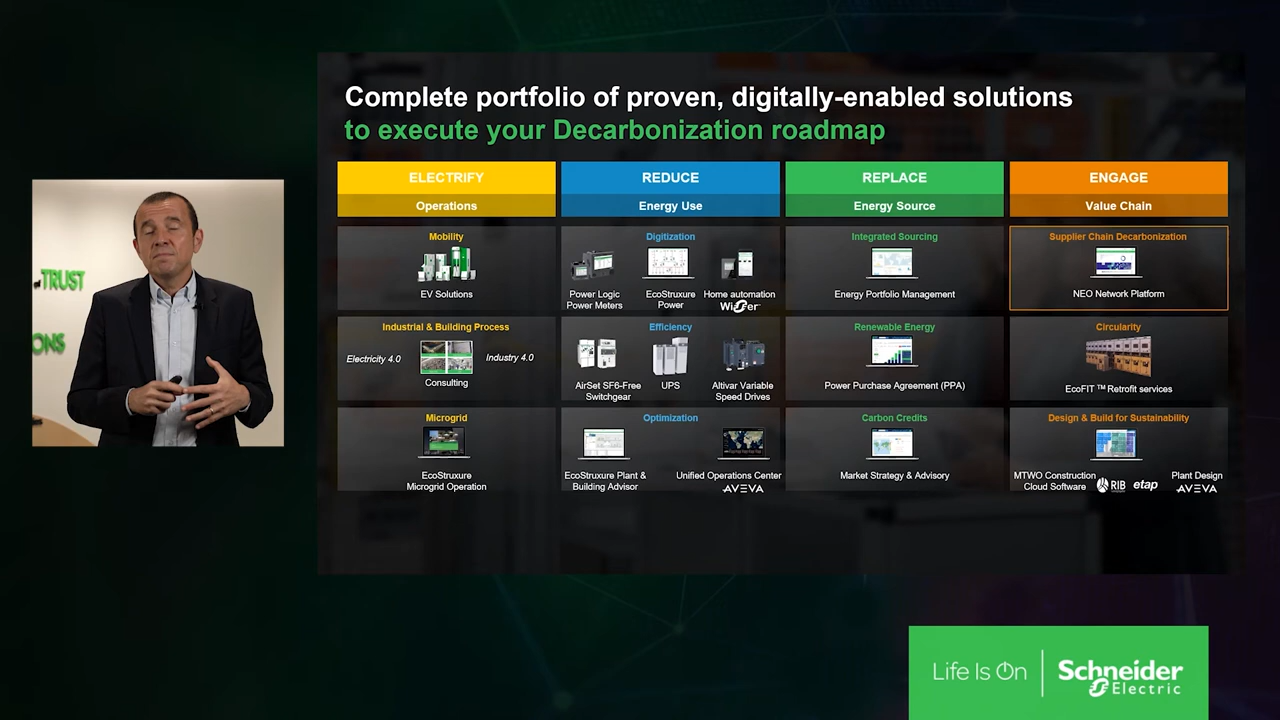 Complete portfolio of proven, digitally-enabled solutions
to execute your Decarbonization roadmap
ELECTRIFY
Operations
REDUCE
Energy Use
REPLACE
Energy Source
ENGAGE
Value Chain
Mobility
EV Solutions
Digitization
Power Logic
Power Meters
EcoStruxure
Power
Home automation
Wiser
Integrated Sourcing
Energy Portfolio Management
Supplier Chain Decarbonization
NEO Network Platform
Industrial & Building Process
Electricity 4.0
Industry 4.0
Consulting
Efficiency
AirSet SF6-Free
Switchgear
UPS
Altivar Variable
Speed Drives
Renewable Energy
Power Purchase Agreement (PPA)
Circularity
EcoFIT ™ Retrofit services
Microgrid
EcoStruxure
Microgrid Operation
Optimization
EcoStruxure Plant &
Building Advisor
Unified Operations Center
AVEVA
Carbon Credits
Market Strategy & Advisory
Design & Build for Sustainability
MTWO Construction
Cloud Software
RIB
etap
Plant Design
AVEVA
TRUST
ONS
Life Is On
Schneider
Electric